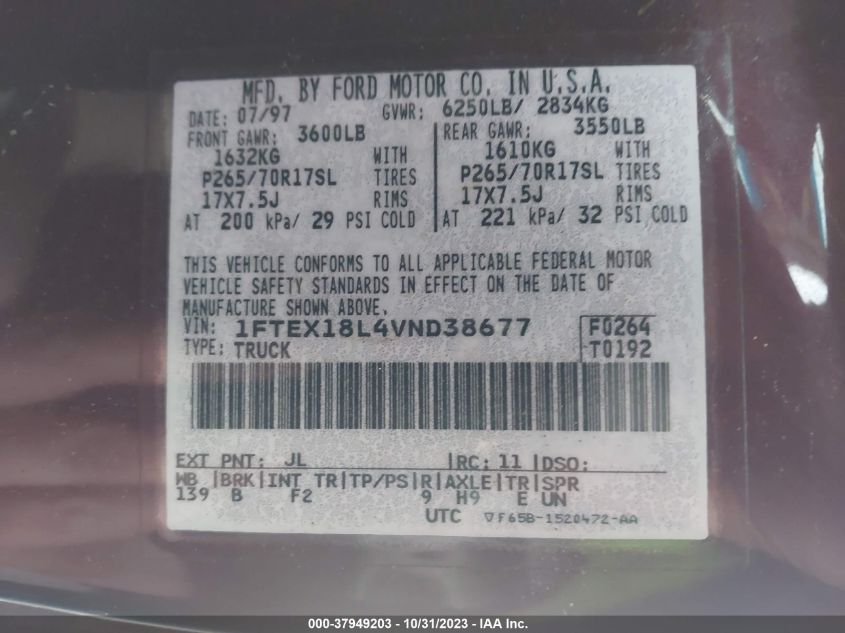 MFD. BY FORD MOTOR CO. IN U.S.A.
DATE: 07/97 GVWR: 6250LB/ 2834KG
FRONT GAWR: 3600LB REAR GAWR: 3550LB
1632KG WITH 1610KG WITH
P265/70R17SL TIRES P265/70R17SL TIRES
17X7.5J RIMS 17X7.5J RIMS
AT 200 kPa/ 29 PSI COLD AT 221 kPa/ 32 PSI COLD
THIS VEHICLE CONFORMS TO ALL APPLICABLE FEDERAL MOTOR
VEHICLE SAFETY STANDARDS IN EFFECT ON THE DATE OF
MANUFACTURE SHOWN ABOVE.
VIN: 1FTEX18L4VND38677 F0264
TYPE: TRUCK T0192
EXT PNT: JL RC: 11 DSO:
WB |BRK|INT TR|TP/PS|R|AXLE|TR|SPR
139 B F2 9 H9 E UN
UTC ▽F65B-1520472-AA
000-37949203 - 10/31/2023 - IAA Inc.